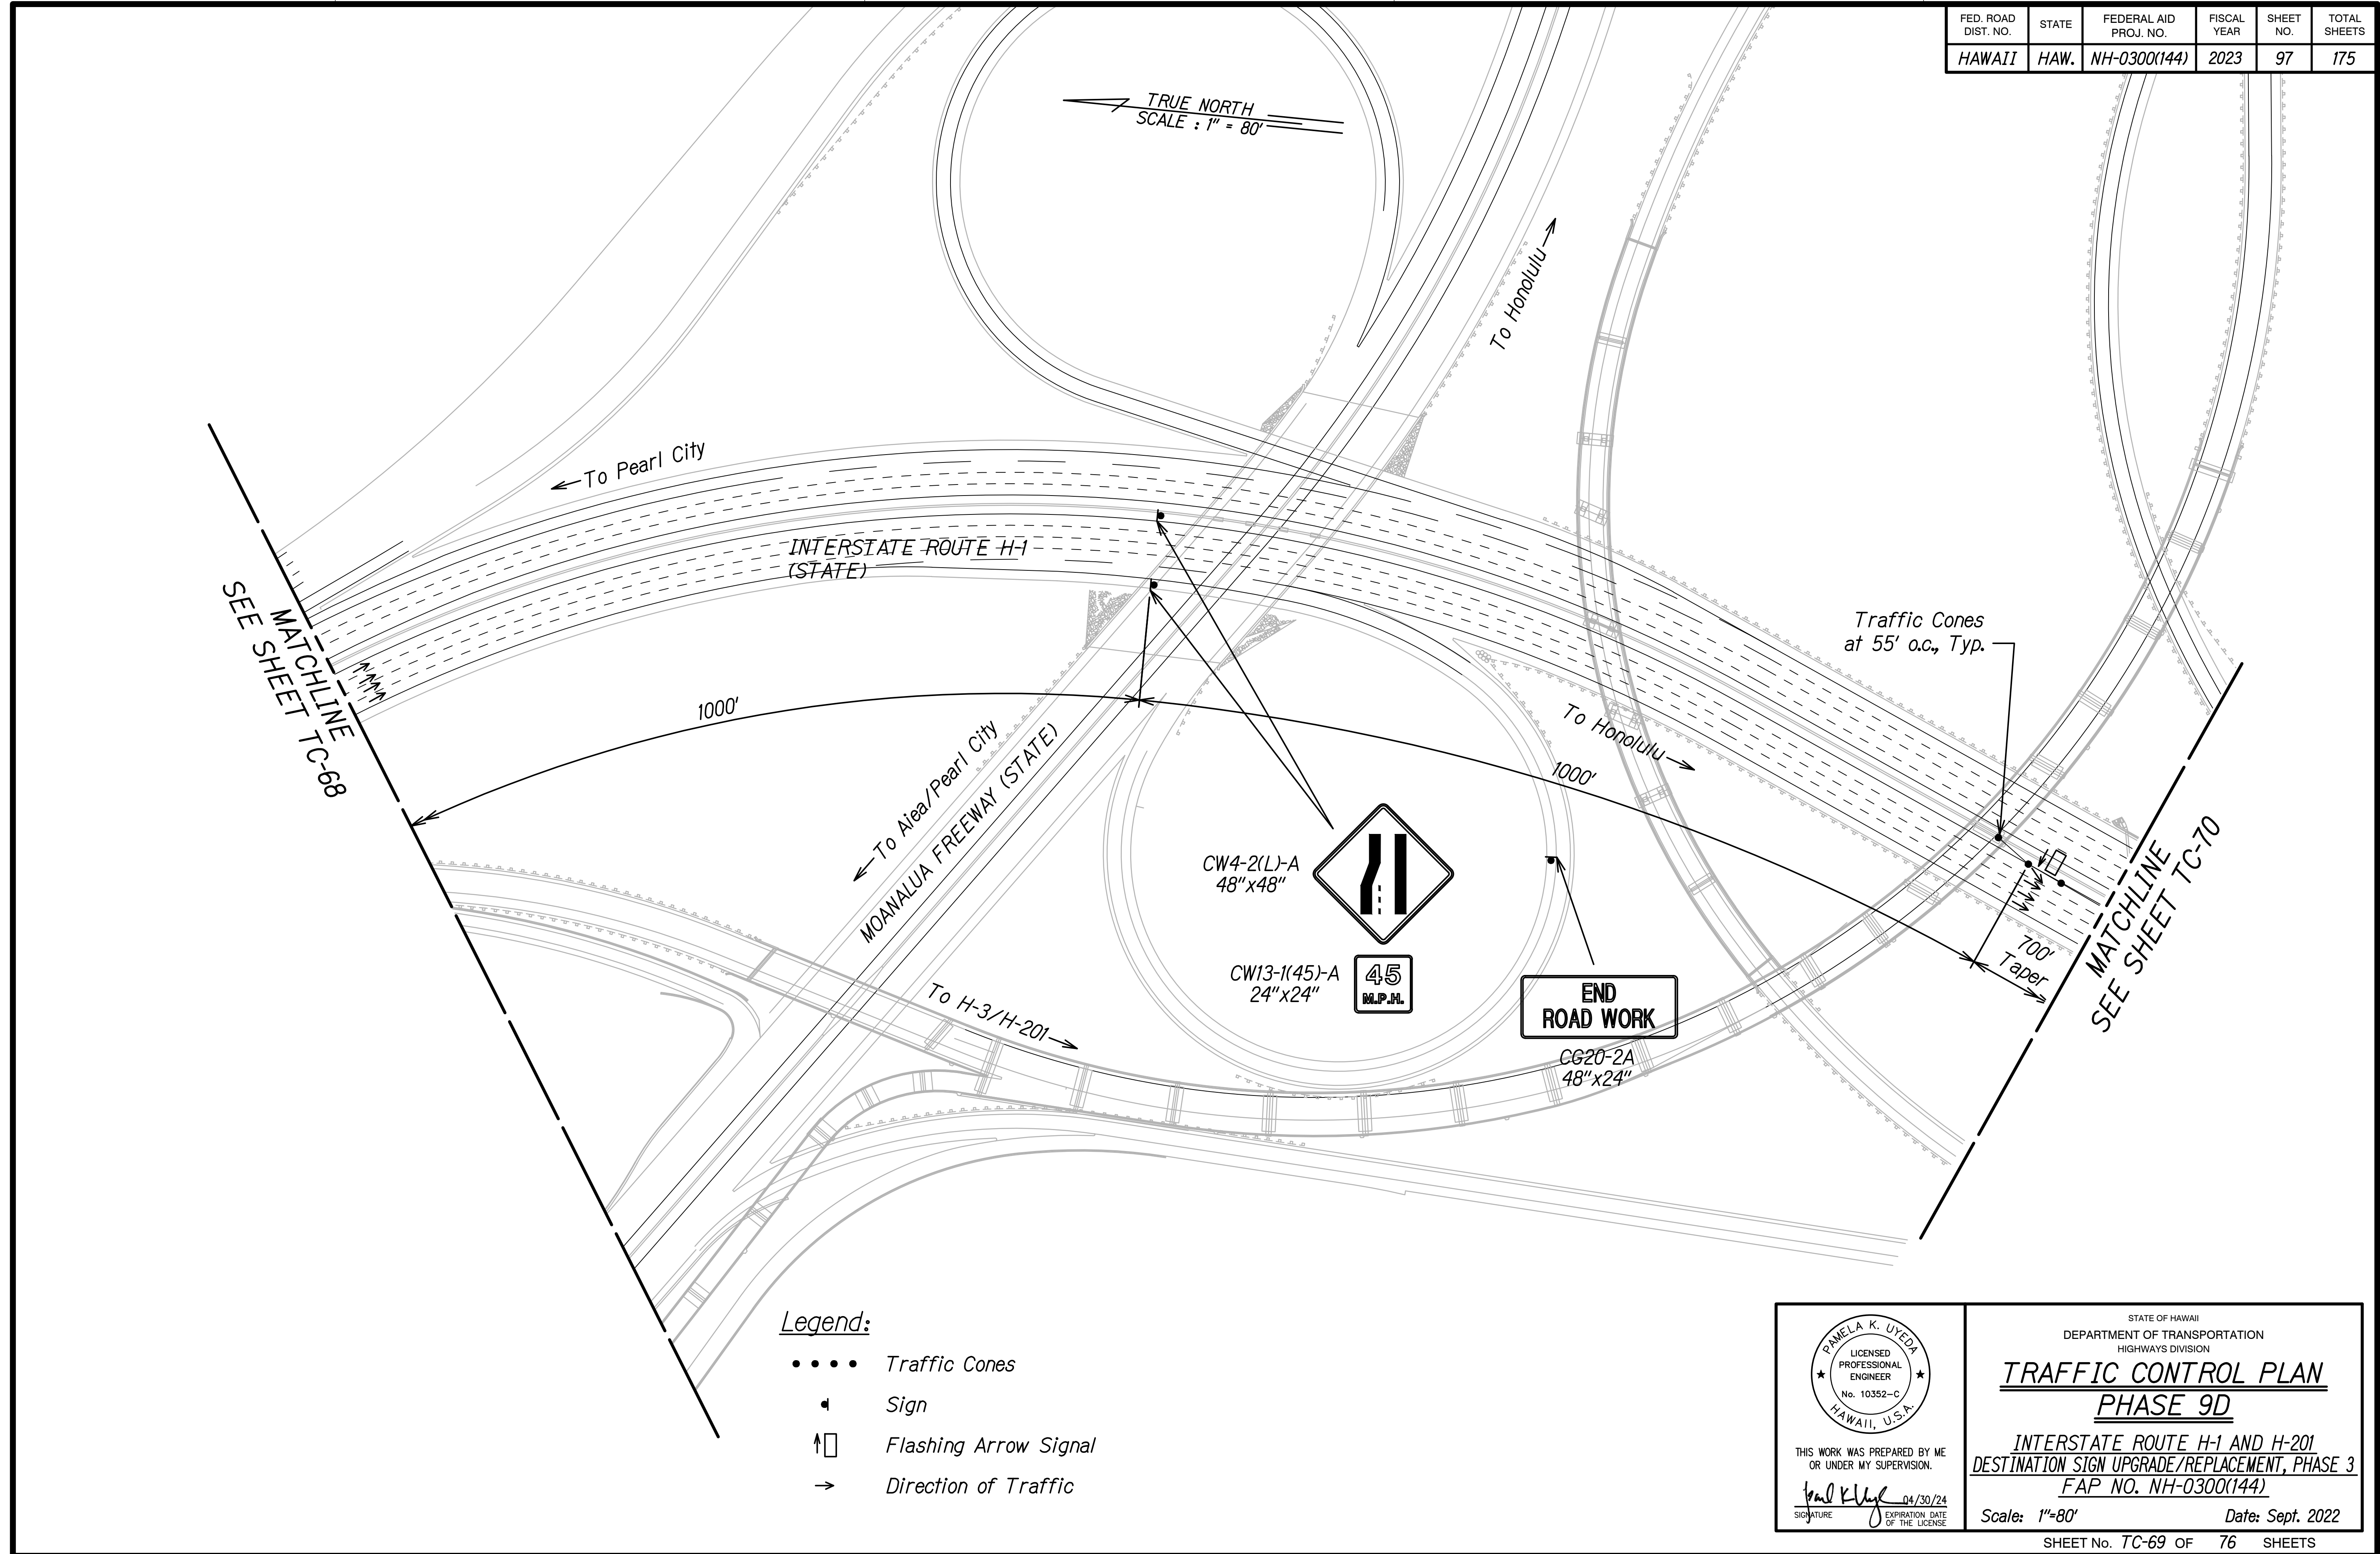 FED. ROAD DIST. NO.
STATE
FEDERAL AID PROJ. NO.
FISCAL YEAR
SHEET NO.
TOTAL SHEETS
HAWAII
HAW.
NH-0300(144)
2023
97
175
TRUE NORTH
SCALE : 1" = 80'
To Honolulu
To Pearl City
INTERSTATE ROUTE H-1
(STATE)
MATCHLINE
SEE SHEET TC-68
Traffic Cones
at 55' o.c., Typ.
1000'
To Honolulu
1000'
To Aiea/Pearl City
MOANALUA FREEWAY (STATE)
CW4-2(L)-A
48"x48"
CW13-1(45)-A
24"x24"
45
M.P.H.
END
ROAD WORK
CG20-2A
48"x24"
To H-3/H-201
700'
Taper
MATCHLINE
SEE SHEET TC-70
Legend:
Traffic Cones
Sign
Flashing Arrow Signal
Direction of Traffic
PAMELA K. UYEDA
LICENSED
PROFESSIONAL
ENGINEER
No. 10352-C
HAWAII, U.S.A.
THIS WORK WAS PREPARED BY ME
OR UNDER MY SUPERVISION.
04/30/24
SIGNATURE
EXPIRATION DATE
OF THE LICENSE
STATE OF HAWAII
DEPARTMENT OF TRANSPORTATION
HIGHWAYS DIVISION
TRAFFIC CONTROL PLAN
PHASE 9D
INTERSTATE ROUTE H-1 AND H-201
DESTINATION SIGN UPGRADE/REPLACEMENT, PHASE 3
FAP NO. NH-0300(144)
Scale: 1"=80'
Date: Sept. 2022
SHEET No. TC-69 OF 76 SHEETS